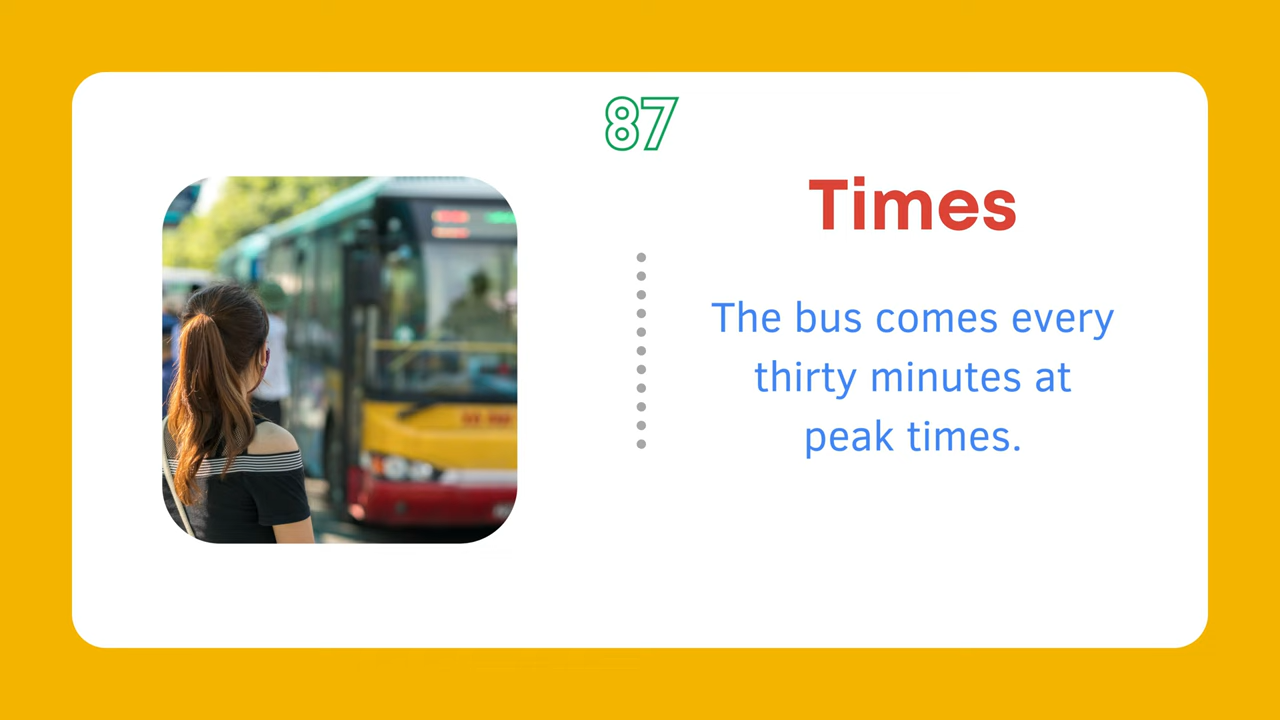 87
Times
The bus comes every
thirty minutes at
peak times.